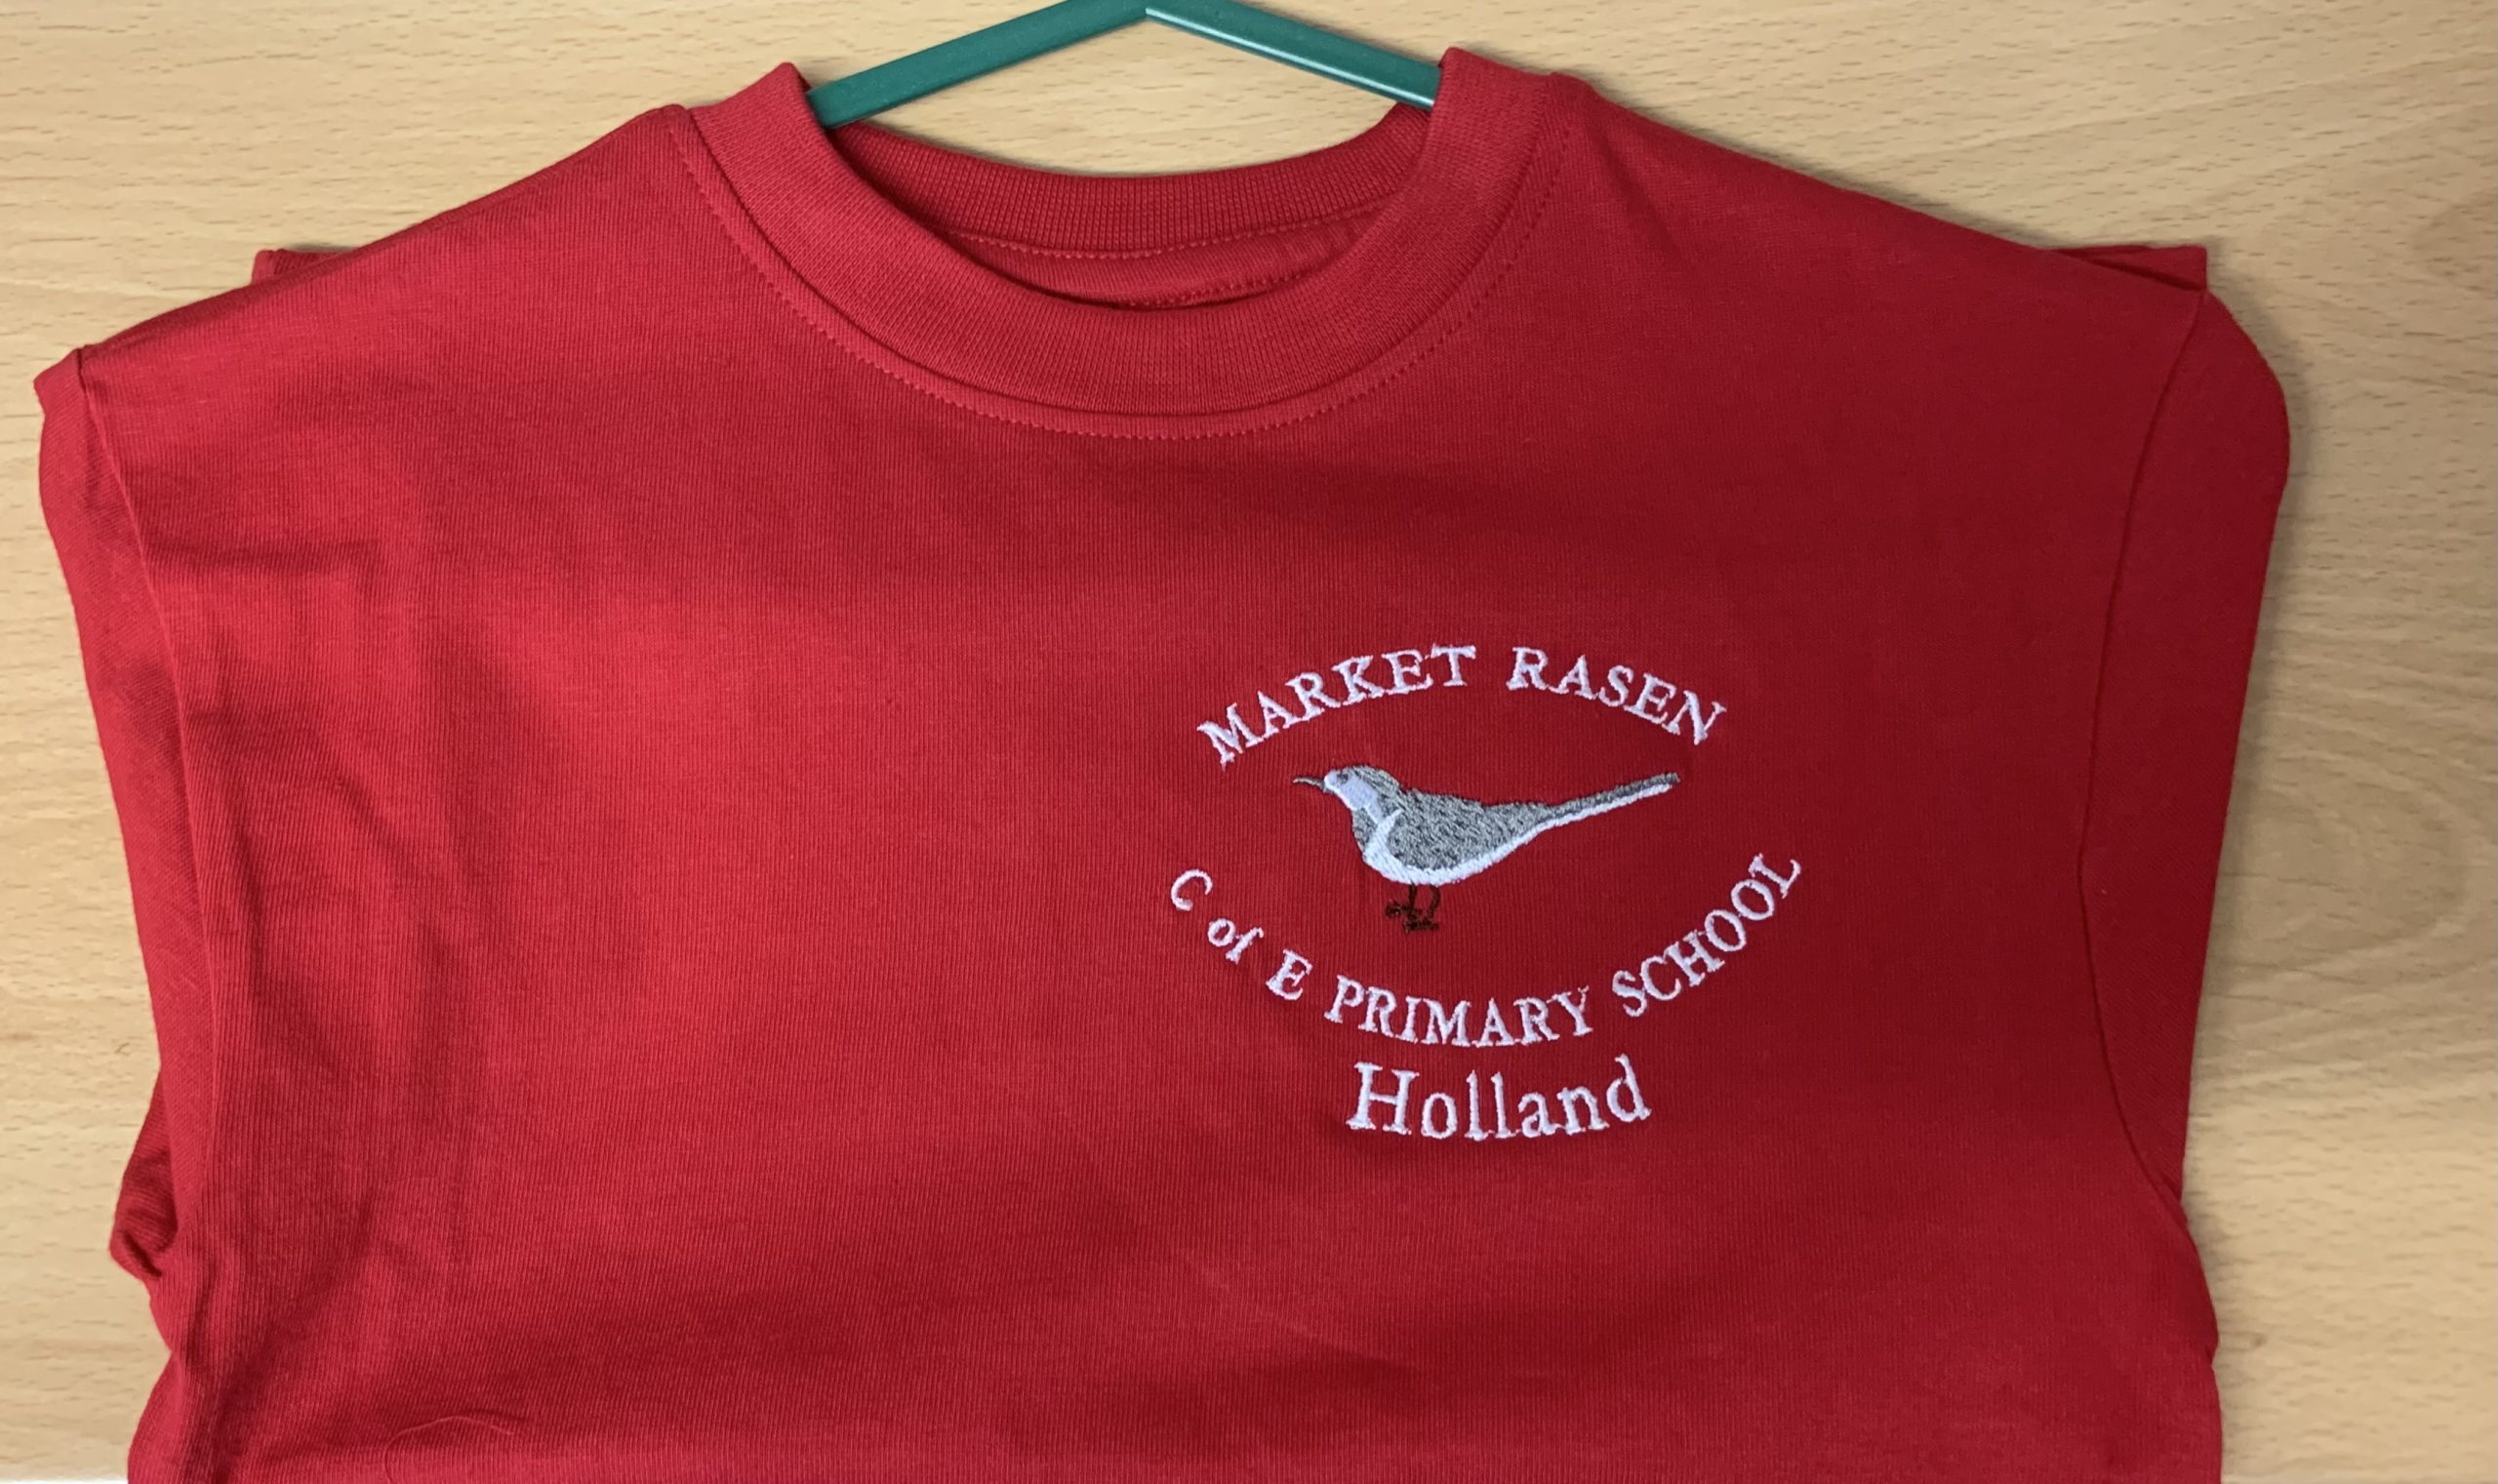 MARKET RASEN
C of E PRIMARY SCHOOL
Holland